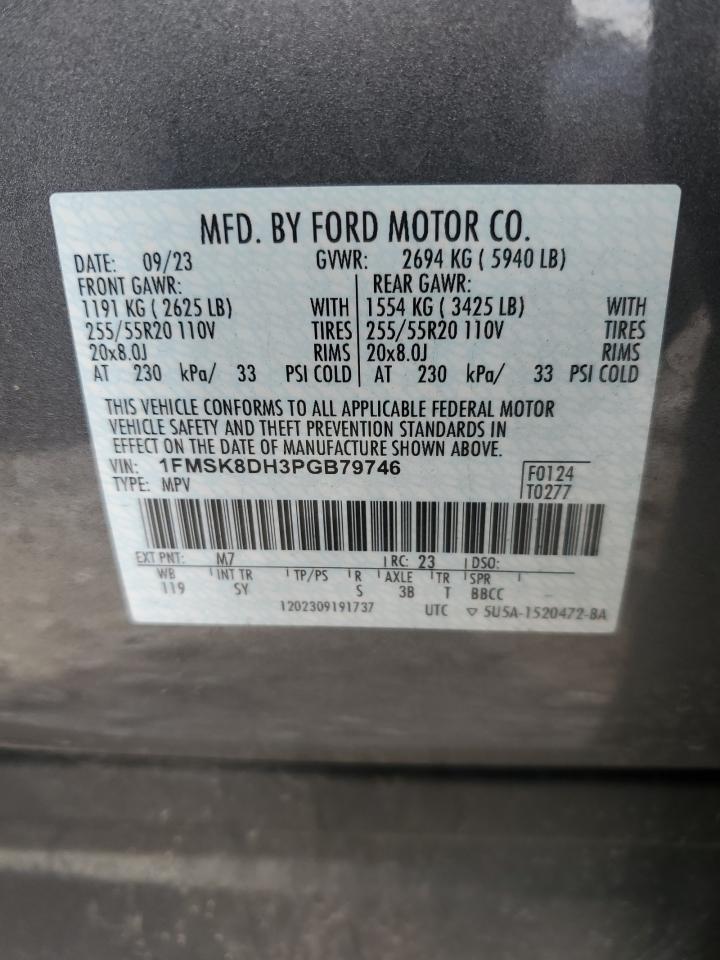 MFD. BY FORD MOTOR CO.
DATE: 09/23 GVWR: 2694 KG ( 5940 LB)
FRONT GAWR: REAR GAWR:
1191 KG ( 2625 LB) WITH 1554 KG ( 3425 LB) WITH
255/55R20 110V TIRES 255/55R20 110V TIRES
20x8.0J RIMS 20x8.0J RIMS
AT 230 kPa/ 33 PSI COLD AT 230 kPa/ 33 PSI COLD
THIS VEHICLE CONFORMS TO ALL APPLICABLE FEDERAL MOTOR
VEHICLE SAFETY AND THEFT PREVENTION STANDARDS IN
EFFECT ON THE DATE OF MANUFACTURE SHOWN ABOVE.
VIN: 1FMSK8DH3PGB79746 F0124
TYPE: MPV T0277
EXT PNT: M7 RC: 23 DSO:
WB INT TR TP/PS R AXLE TR SPR
119 SY S 3B T BBCC
1202309191737 UTC ▽ 5U5A-1520472-BA